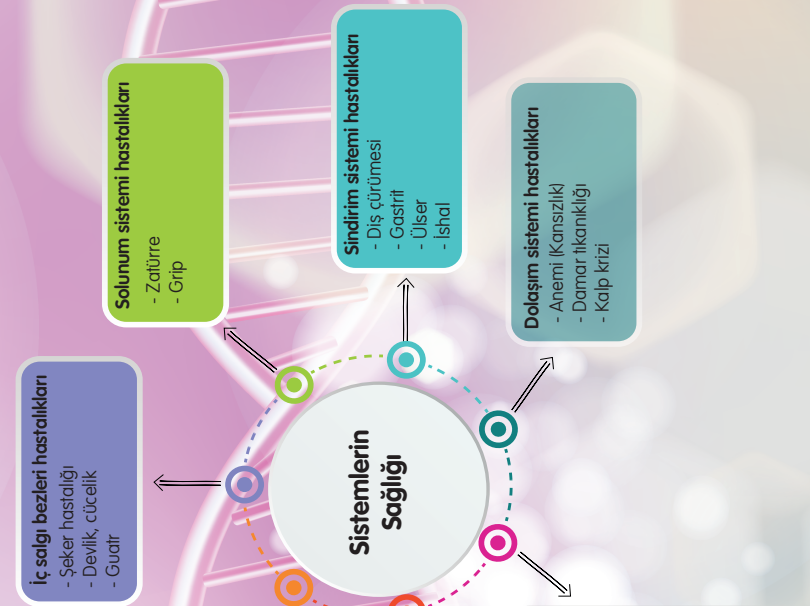 Sistemlerin
Sağlığı
İç salgı bezleri hastalıkları
- Şeker hastalığı
- Devlik, cücelik
- Guatr
Solunum sistemi hastalıkları
- Zatürre
- Grip
Sindirim sistemi hastalıkları
- Diş çürümesi
- Gastrit
- Ülser
- İshal
Dolaşım sistemi hastalıkları
- Anemi (Kansızlık)
- Damar tıkanıklığı
- Kalp krizi